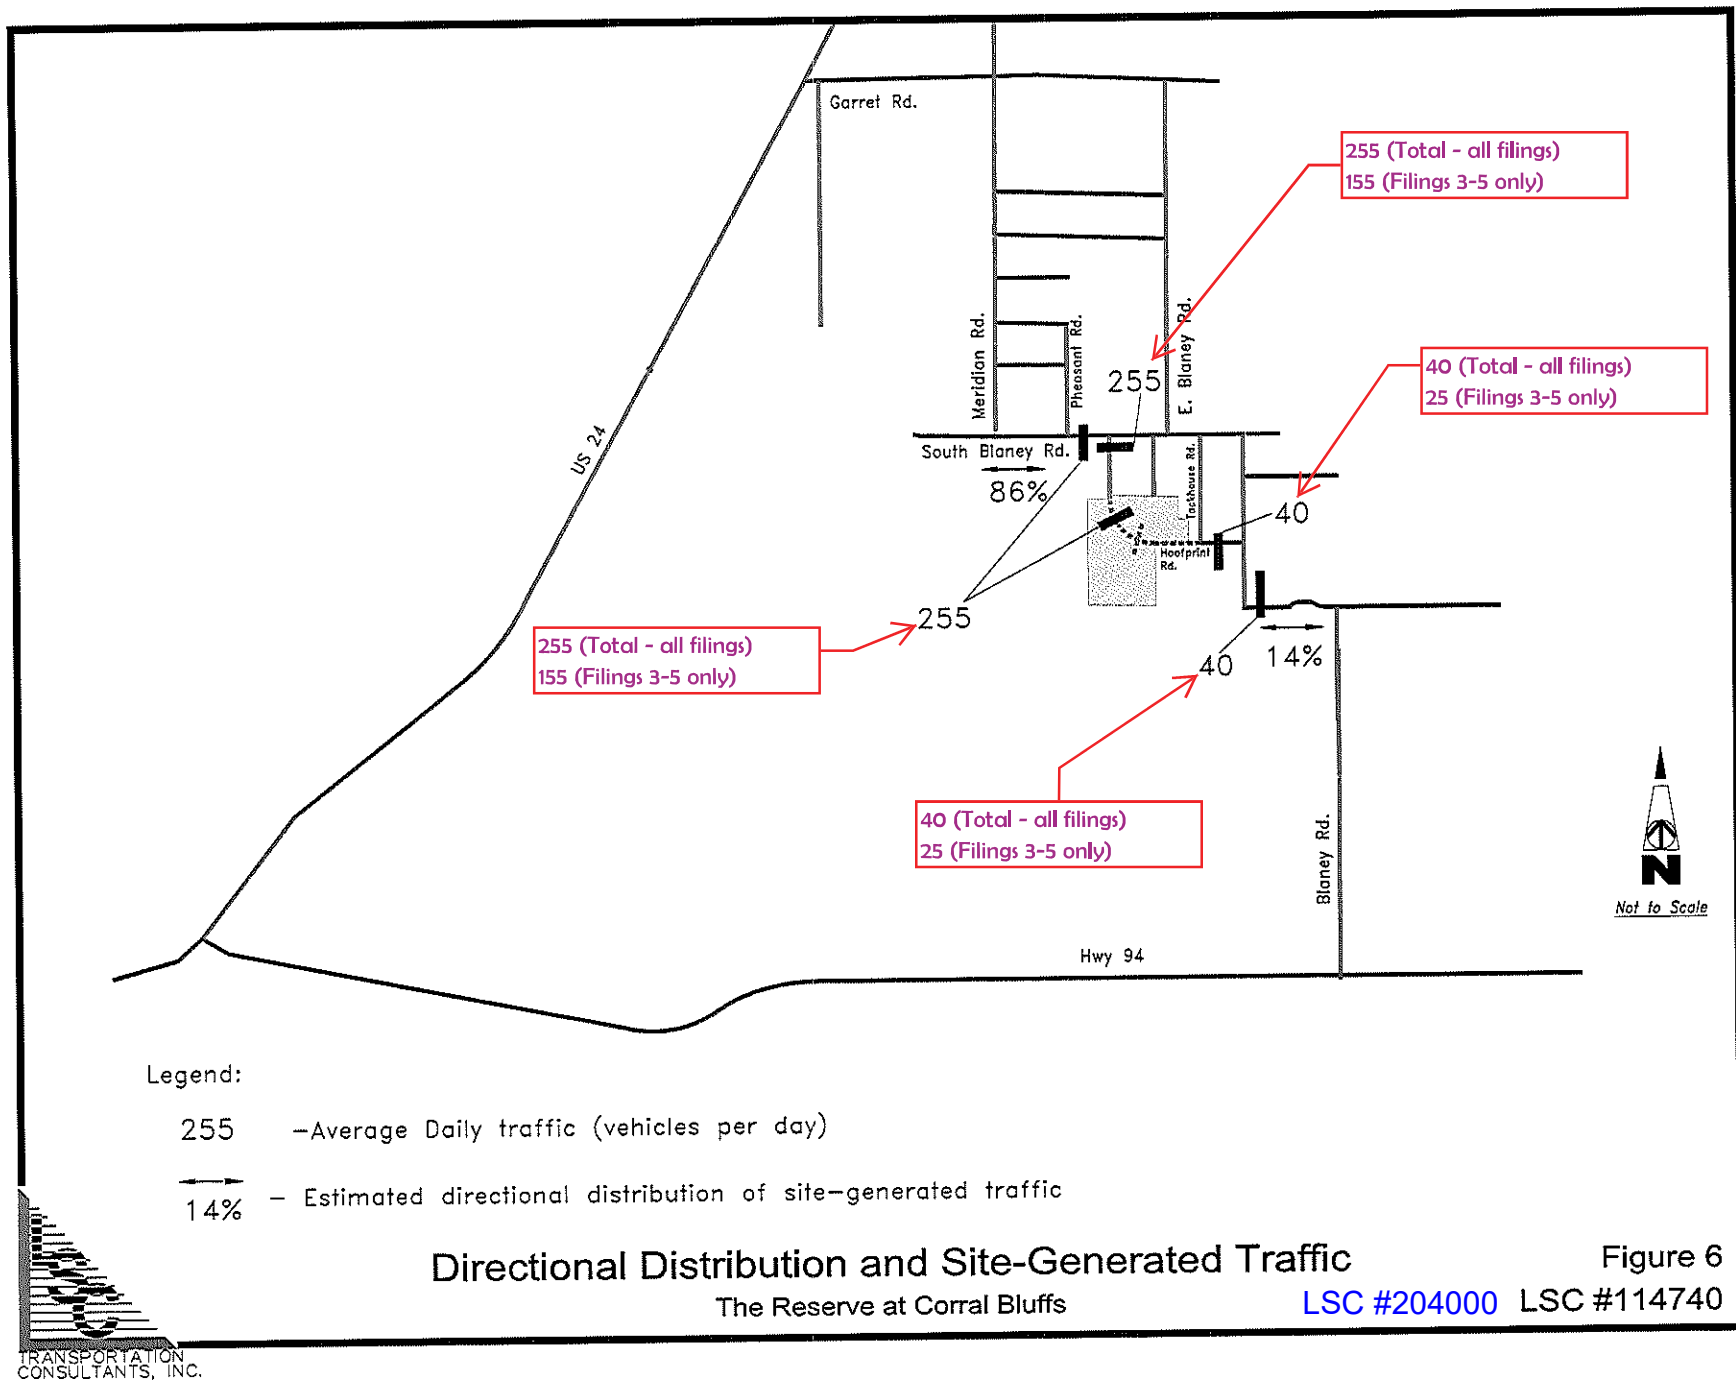 Garret Rd.
255 (Total - all filings)
155 (Filings 3-5 only)
Meridian Rd.
Pheasant Rd.
E. Blaney Rd.
255
40 (Total - all filings)
25 (Filings 3-5 only)
US 24
South Blaney Rd.
86%
Tackhouse Rd.
40
Hoofprint
Rd.
255
255 (Total - all filings)
155 (Filings 3-5 only)
40
14%
40 (Total - all filings)
25 (Filings 3-5 only)
Blaney Rd.
N
Not to Scale
Hwy 94
Legend:
255 -Average Daily traffic (vehicles per day)
14% - Estimated directional distribution of site-generated traffic
LSC
TRANSPORTATION
CONSULTANTS, INC.
Directional Distribution and Site-Generated Traffic
The Reserve at Corral Bluffs
Figure 6
LSC #204000 LSC #114740